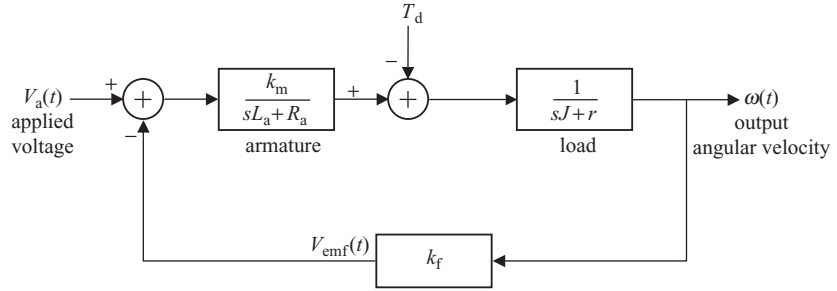 T_d
−
V_a(t)
applied
voltage
+
+
−
k_m
sL_a+R_a
armature
+
+
1
sJ+r
load
ω(t)
output
angular velocity
V_emf(t)
k_f